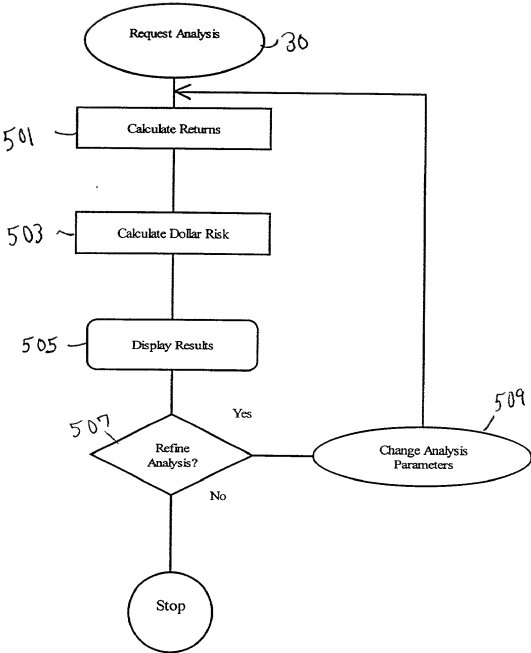 Request Analysis
30
Calculate Returns
501
Calculate Dollar Risk
503
Display Results
505
507
Refine
Analysis?
Yes
No
509
Change Analysis
Parameters
Stop